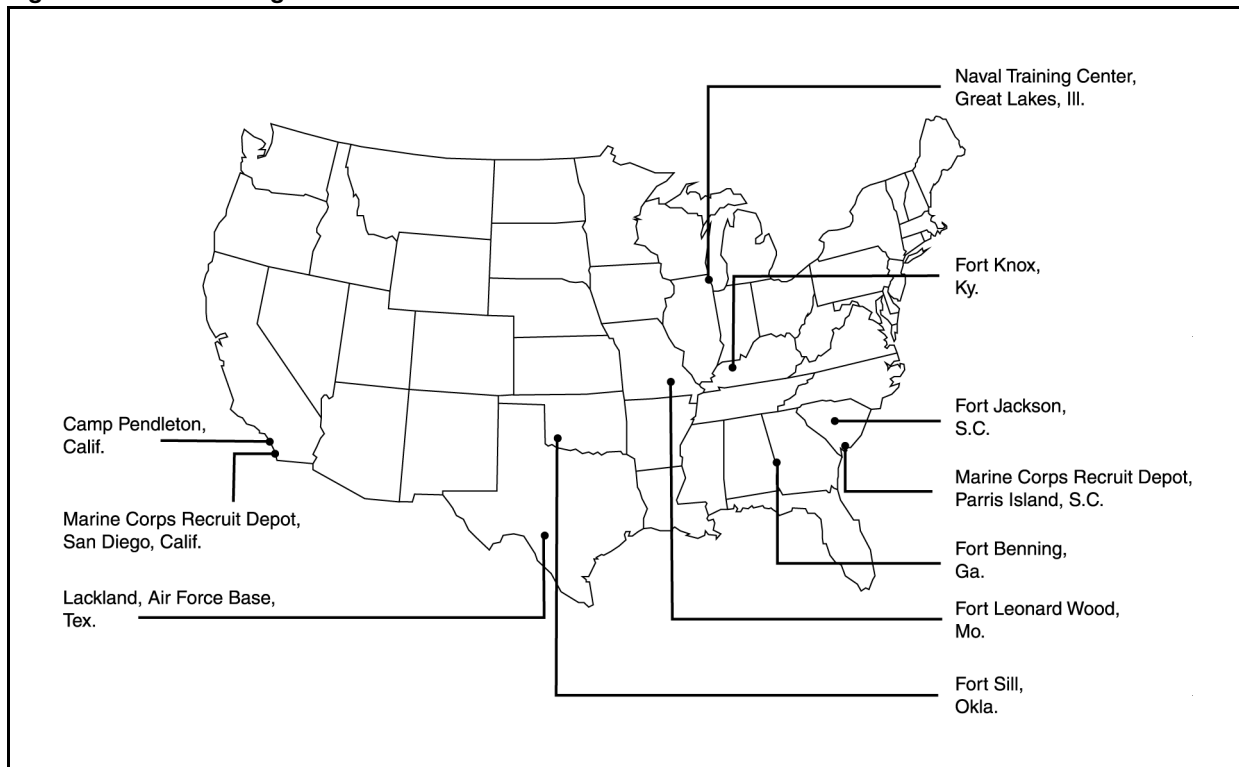 Naval Training Center,
Great Lakes, Ill.
Fort Knox,
Ky.
Fort Jackson,
S.C.
Camp Pendleton,
Calif.
Marine Corps Recruit Depot,
Parris Island, S.C.
Marine Corps Recruit Depot,
San Diego, Calif.
Fort Benning,
Ga.
Lackland, Air Force Base,
Tex.
Fort Leonard Wood,
Mo.
Fort Sill,
Okla.